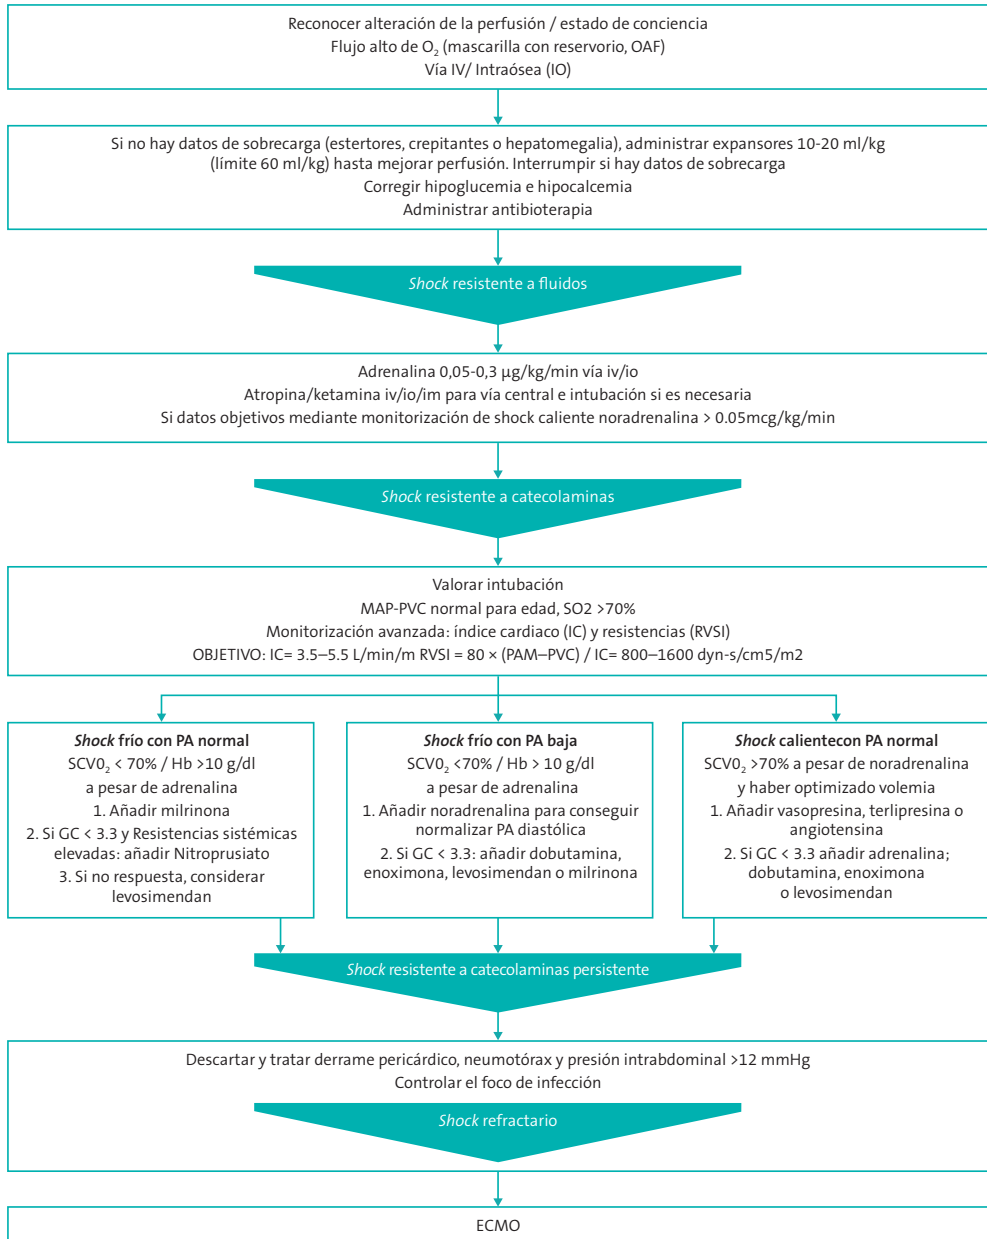 Reconocer alteración de la perfusión / estado de conciencia
Flujo alto de O₂ (mascarilla con reservorio, OAF)
Vía IV/ Intraósea (IO)
Si no hay datos de sobrecarga (estertores, crepitantes o hepatomegalia), administrar expansores 10-20 ml/kg
(límite 60 ml/kg) hasta mejorar perfusión. Interrumpir si hay datos de sobrecarga
Corregir hipoglucemia e hipocalcemia
Administrar antibioterapia
Shock resistente a fluidos
Adrenalina 0,05-0,3 µg/kg/min vía iv/io
Atropina/ketamina iv/io/im para vía central e intubación si es necesaria
Si datos objetivos mediante monitorización de shock caliente noradrenalina > 0.05mcg/kg/min
Shock resistente a catecolaminas
Valorar intubación
MAP-PVC normal para edad, SO2 >70%
Monitorización avanzada: índice cardiaco (IC) y resistencias (RVSI)
OBJETIVO: IC= 3.5–5.5 L/min/m RVSI = 80 × (PAM–PVC) / IC= 800–1600 dyn-s/cm5/m2
Shock frío con PA normal
SCV0₂ < 70% / Hb >10 g/dl
a pesar de adrenalina
1. Añadir milrinona
2. Si GC < 3.3 y Resistencias sistémicas
elevadas: añadir Nitroprusiato
3. Si no respuesta, considerar
levosimendan
Shock frío con PA baja
SCV0₂ <70% / Hb > 10 g/dl
a pesar de adrenalina
1. Añadir noradrenalina para conseguir
normalizar PA diastólica
2. Si GC < 3.3: añadir dobutamina,
enoximona, levosimendan o milrinona
Shock calientecon PA normal
SCV0₂ >70% a pesar de noradrenalina
y haber optimizado volemia
1. Añadir vasopresina, terlipresina o
angiotensina
2. Si GC < 3.3 añadir adrenalina;
dobutamina, enoximona
o levosimendan
Shock resistente a catecolaminas persistente
Descartar y tratar derrame pericárdico, neumotórax y presión intrabdominal >12 mmHg
Controlar el foco de infección
Shock refractario
ECMO